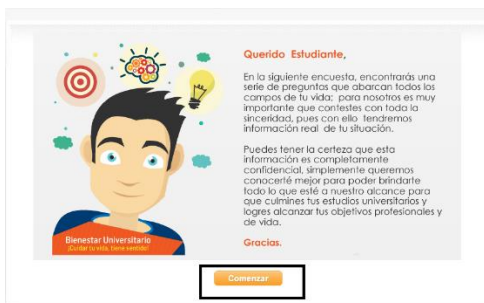 Querido Estudiante,
En la siguiente encuesta, encontrarás una
serie de preguntas que abarcan todos los
campos de tu vida; para nosotros es muy
importante que contestes con toda la
sinceridad, pues con ello tendremos
información real de tu situación.
Puedes tener la certeza que esta
información es completamente
confidencial, simplemente queremos
conocerté mejor para poder brindarte
todo lo que esté a nuestro alcance para
que culmines tus estudios universitarios y
logres alcanzar tus objetivos profesionales y
de vida.
Gracias.
Bienestar Universitario
¡Cuidar tu vida, tiene sentido!
Comenzar